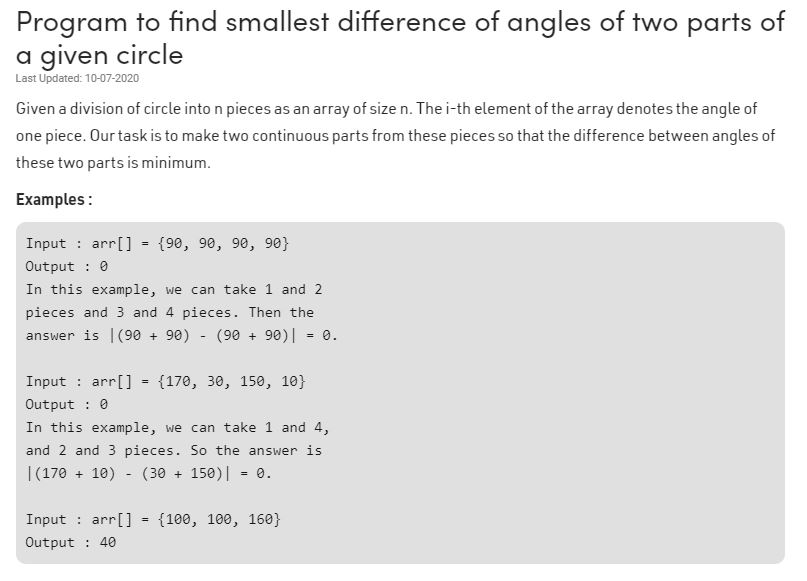 Program to find smallest difference of angles of two parts of
a given circle
Last Updated: 10-07-2020
Given a division of circle into n pieces as an array of size n. The i-th element of the array denotes the angle of
one piece. Our task is to make two continuous parts from these pieces so that the difference between angles of
these two parts is minimum.
Examples :
Input : arr[] = {90, 90, 90, 90}
Output : 0
In this example, we can take 1 and 2
pieces and 3 and 4 pieces. Then the
answer is |(90 + 90) - (90 + 90)| = 0.
Input : arr[] = {170, 30, 150, 10}
Output : 0
In this example, we can take 1 and 4,
and 2 and 3 pieces. So the answer is
|(170 + 10) - (30 + 150)| = 0.
Input : arr[] = {100, 100, 160}
Output : 40